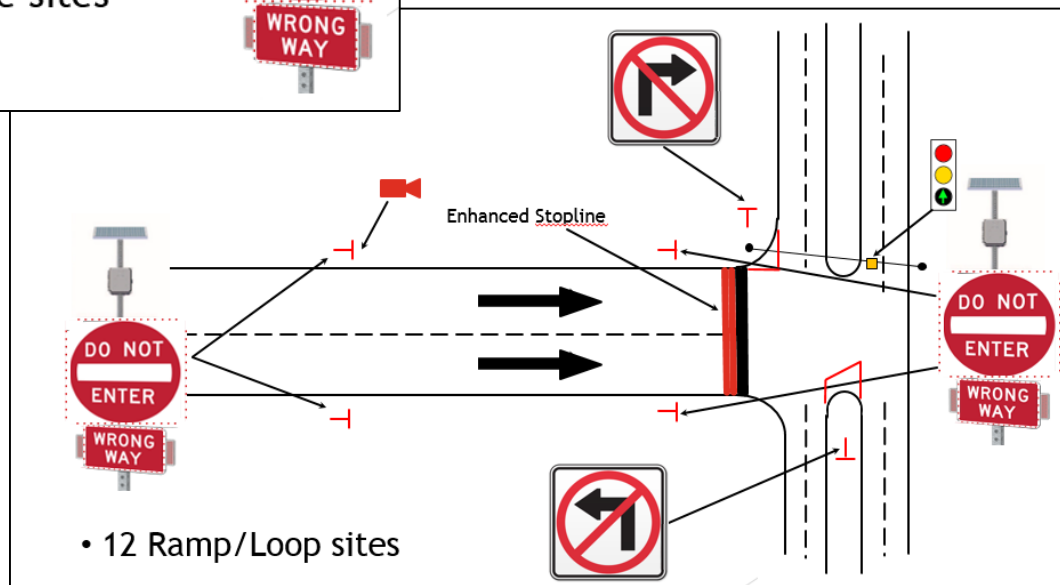 e sites
WRONG
WAY
Enhanced Stopline
DO NOT
ENTER
WRONG
WAY
DO NOT
ENTER
WRONG
WAY
• 12 Ramp/Loop sites